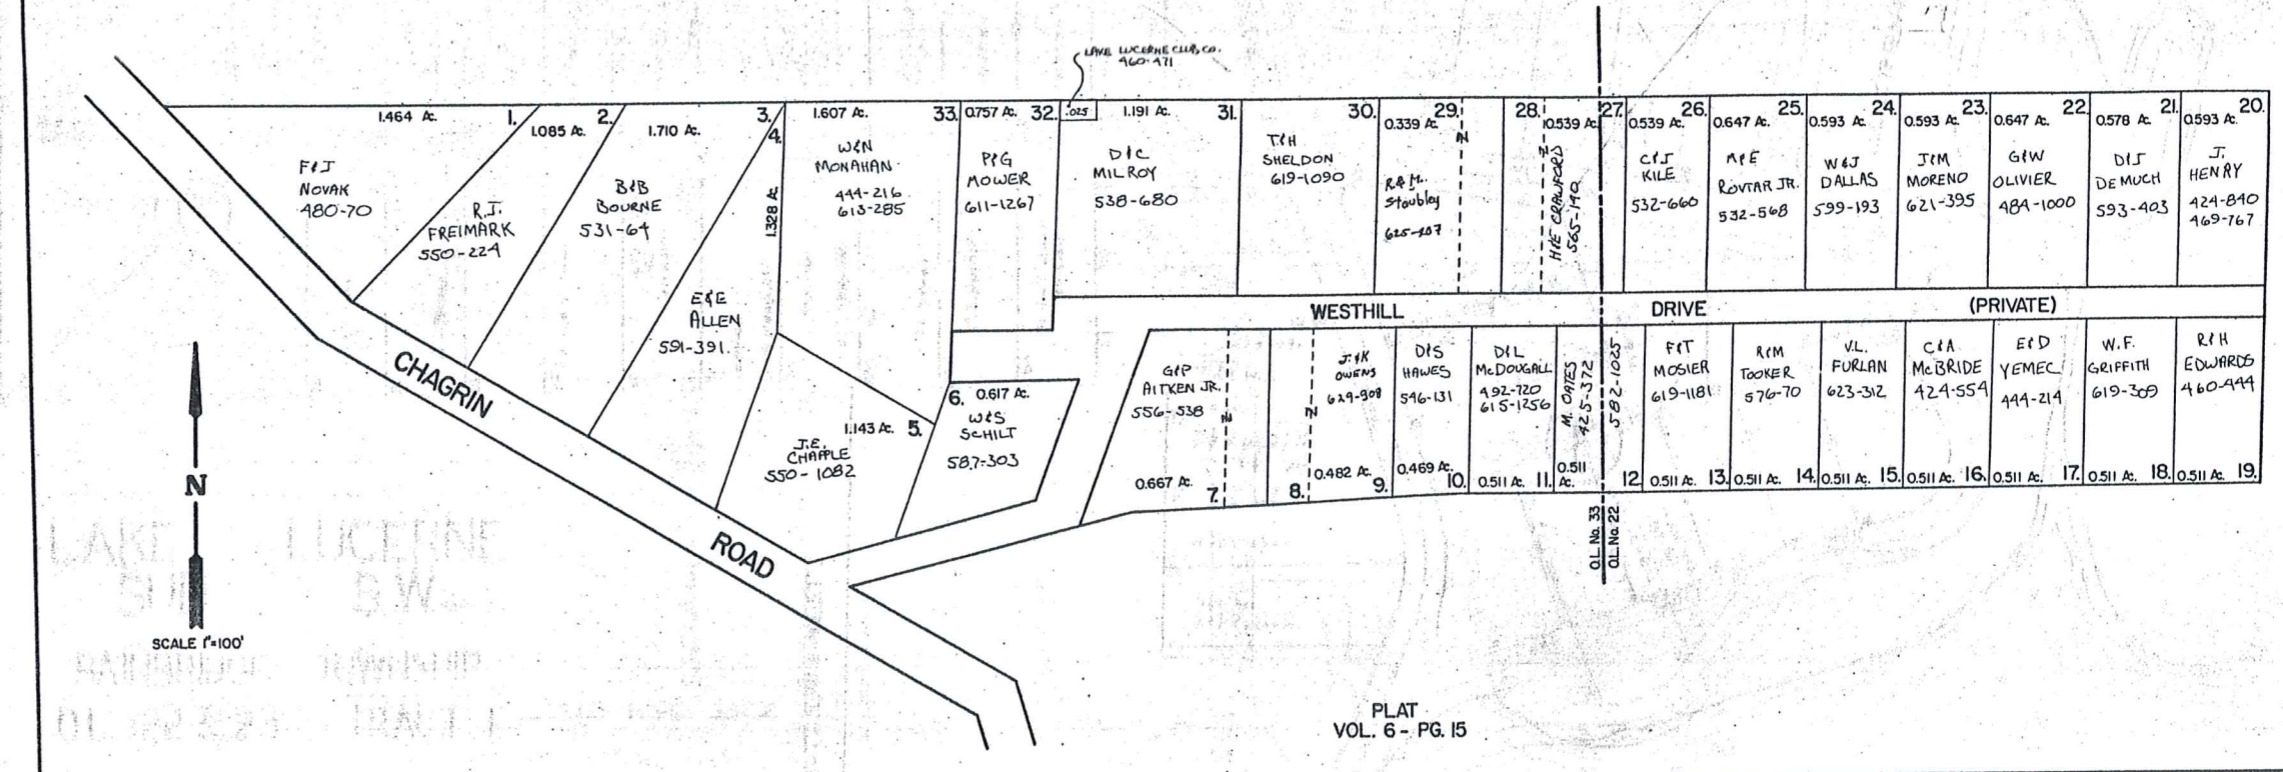 LAKE LUCERNE CLUB, CO.
460-471
1.464 Ac.
1.
F&J
NOVAK
480-70
1.085 Ac.
2.
R.J.
FREIMARK
550-224
1.710 Ac.
3.
B&B
BOURNE
531-64
4.
1.328 Ac.
E&E
ALLEN
591-391
1.607 Ac.
33.
W&N
MONAHAN
444-216
613-285
0.757 Ac.
32.
P&G
MOWER
611-1267
.025
1.191 Ac.
31.
D&C
MILROY
538-680
30.
T&H
SHELDON
619-1090
29.
0.339 Ac.
R&M.
Staubley
N
28.
0.539 Ac.
27.
N
H&E CRAWFORD
565-190
26.
0.539 Ac.
C&J
KILE
532-660
25.
0.647 Ac.
M&E
ROVTAR JR.
532-568
24.
0.593 Ac.
W&J
DALLAS
599-193
23.
0.593 Ac.
J&M
MORENO
621-395
22.
0.647 Ac.
G&W
OLIVIER
484-1000
21.
0.578 Ac.
D&J
DEMUCH
593-403
20.
0.593 Ac.
J.
HENRY
424-840
469-767
WESTHILL DRIVE (PRIVATE)
CHAGRIN ROAD
1.143 Ac. 5.
J.E.
CHAPPLE
550-1082
6. 0.617 Ac.
W&S
SCHILT
587-303
G&P
AITKEN JR.
556-538
N
0.667 Ac. 7.
8.
N
J.&K
OWENS
629-908
0.482 Ac.
9.
D&S
HAWES
546-131
0.469 Ac.
10.
D&L
McDOUGALL
492-720
615-1256
0.511 Ac. 11.
M. OATES
425-372
582-1025
0.511
Ac.
12.
F&T
MOSIER
619-1181
0.511 Ac. 13.
R&M
TOOKER
576-70
0.511 Ac. 14.
V.L.
FURLAN
623-312
0.511 Ac. 15.
C&A
McBRIDE
424-554
0.511 Ac. 16.
E&D
YEMEC
444-214
0.511 Ac. 17.
W.F.
GRIFFITH
619-309
0.511 Ac. 18.
R&H
EDWARDS
460-444
0.511 Ac. 19.
O.L. No. 33
O.L. No. 22
N
SCALE 1"=100'
PLAT
VOL. 6 - PG. 15